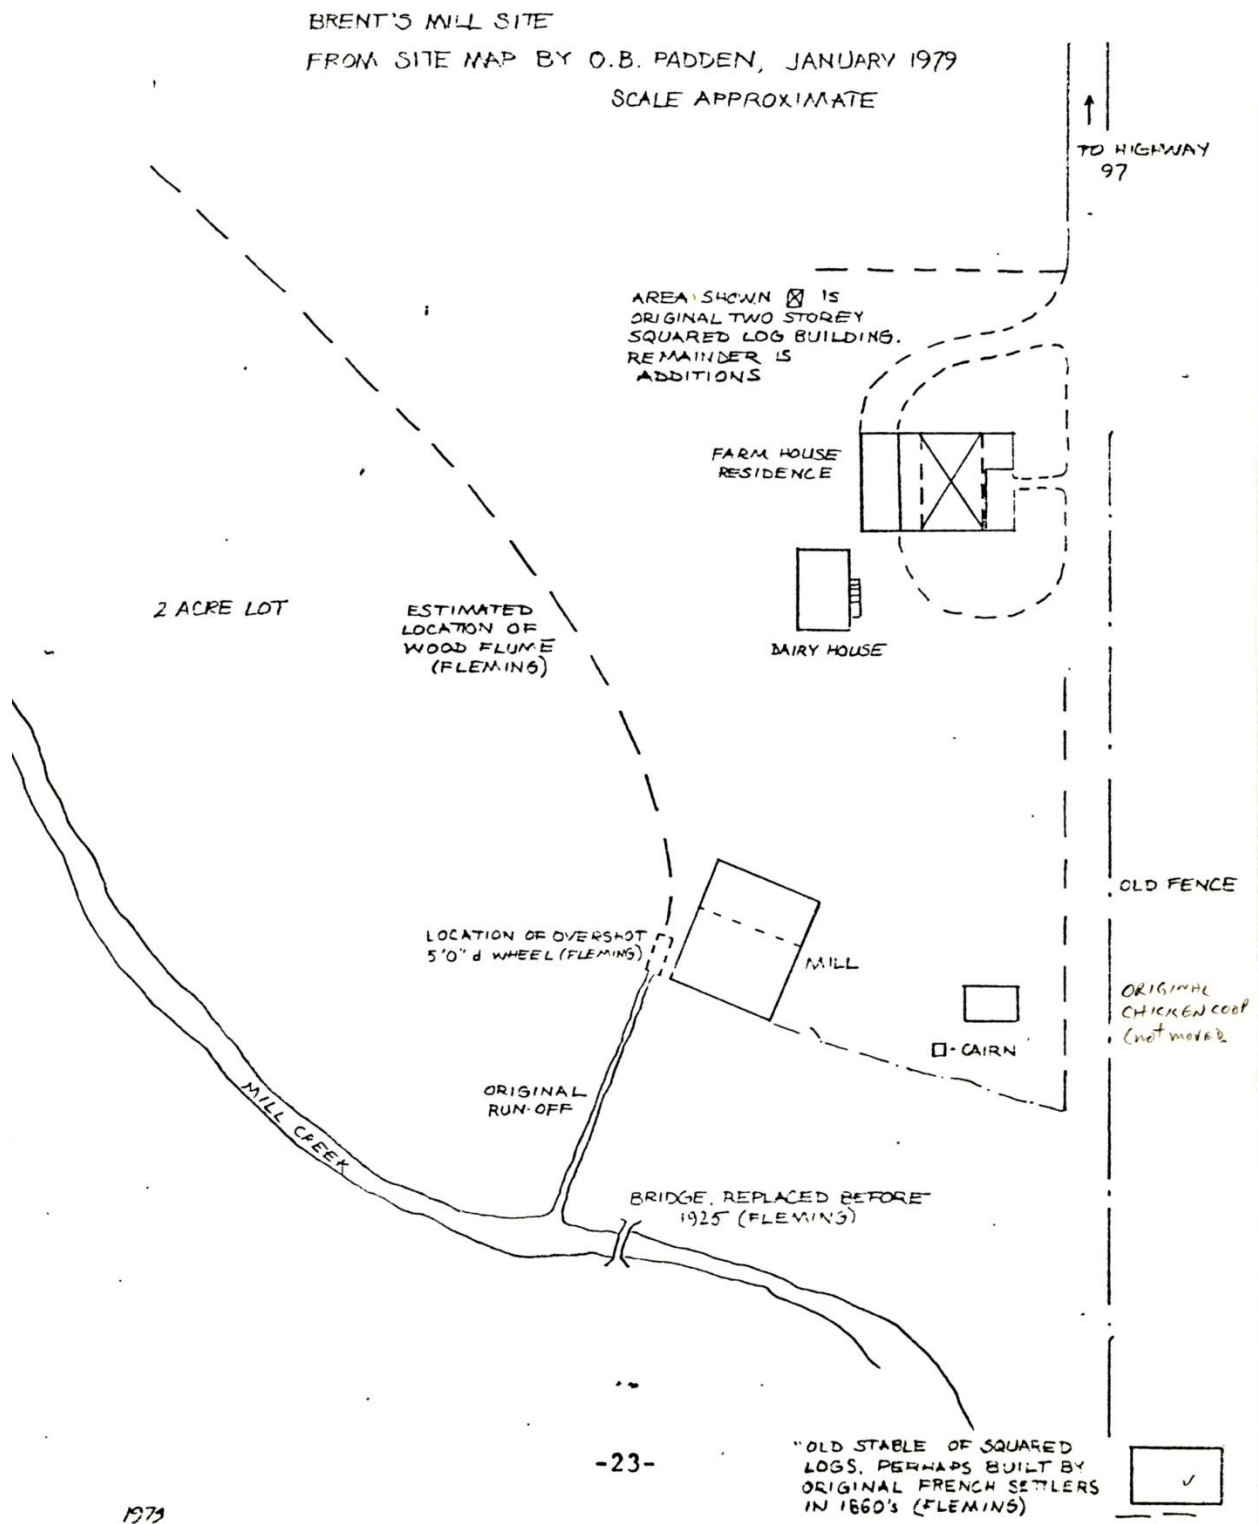 BRENT'S MILL SITE
FROM SITE MAP BY O.B. PADDEN, JANUARY 1979
SCALE APPROXIMATE
TO HIGHWAY
97
AREA SHOWN IS
ORIGINAL TWO STOREY
SQUARED LOG BUILDING.
REMAINDER IS
ADDITIONS
FARM HOUSE
RESIDENCE
2 ACRE LOT
ESTIMATED
LOCATION OF
WOOD FLUME
(FLEMING)
DAIRY HOUSE
OLD FENCE
LOCATION OF OVERSHOT
5'0" d WHEEL (FLEMING)
MILL
ORIGINAL
CHICKEN COOP
(not moved
- CAIRN
ORIGINAL
RUN-OFF
MILL CREEK
BRIDGE, REPLACED BEFORE
1925 (FLEMING)
"OLD STABLE OF SQUARED
LOGS, PERHAPS BUILT BY
ORIGINAL FRENCH SETTLERS
IN 1860's (FLEMING)
-23-
1979